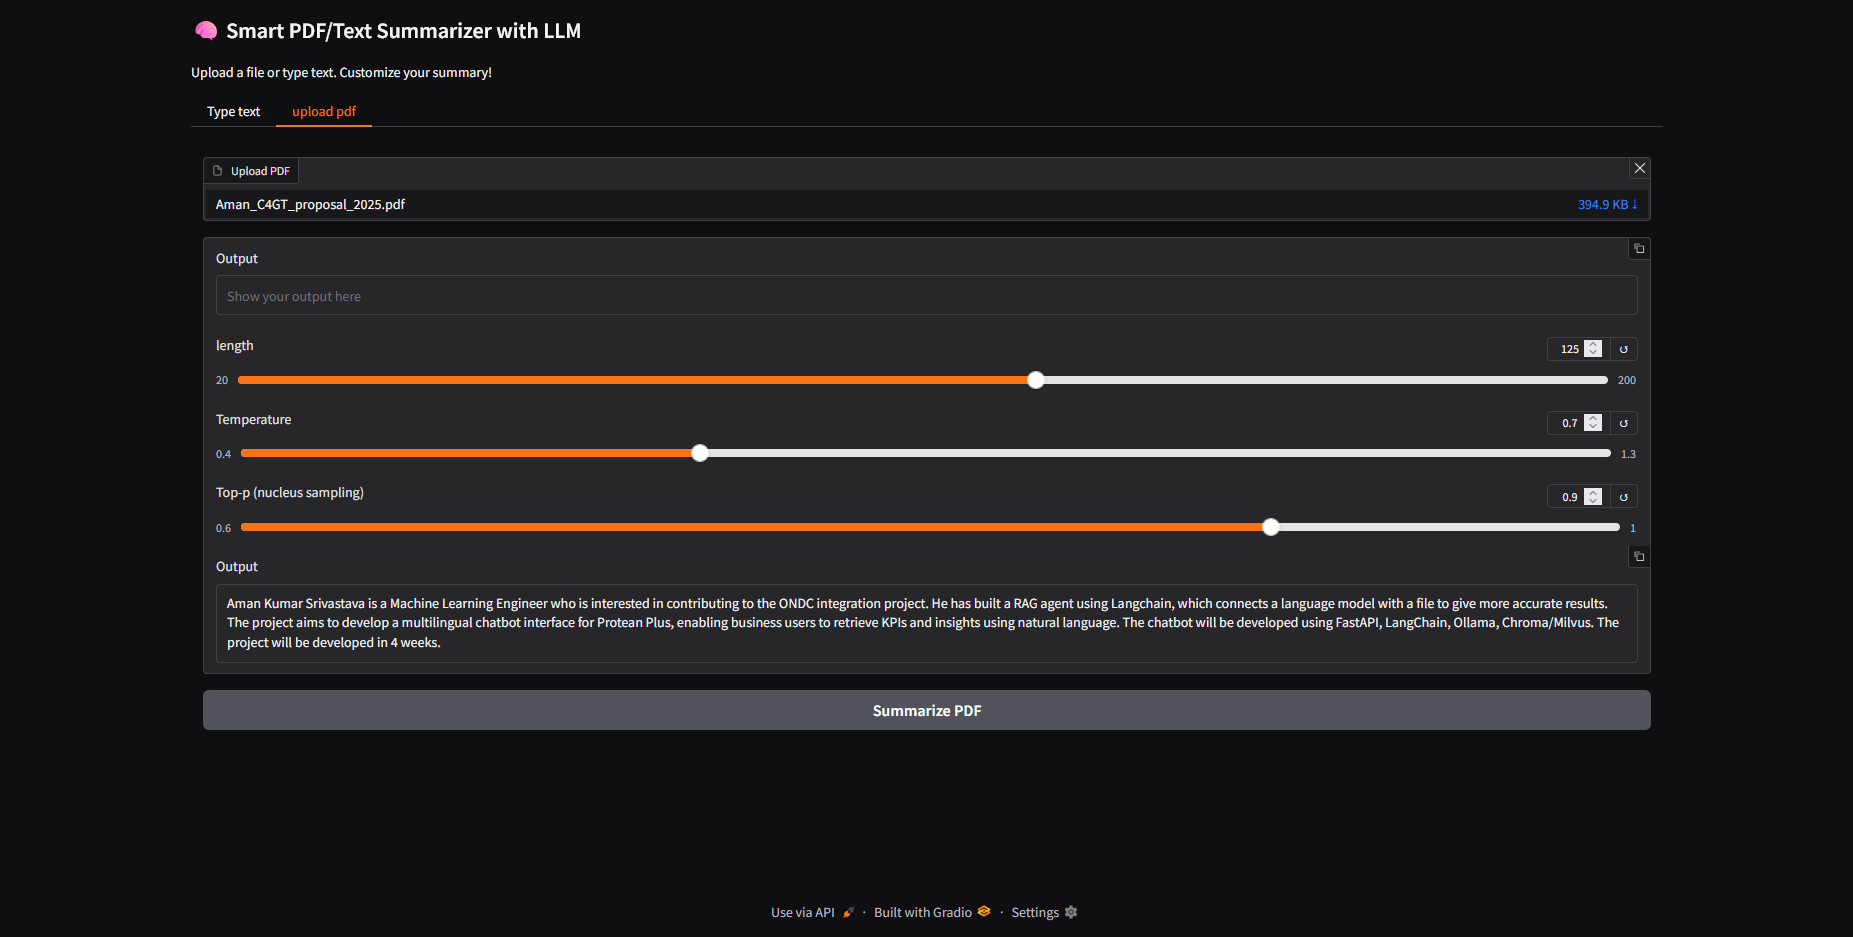 Smart PDF/Text Summarizer with LLM
Upload a file or type text. Customize your summary!
Type text
upload pdf
Upload PDF
Aman_C4GT_proposal_2025.pdf
394.9 KB ↓
Output
Show your output here
length
125
20
200
Temperature
0.7
0.4
1.3
Top-p (nucleus sampling)
0.9
0.6
1
Output
Aman Kumar Srivastava is a Machine Learning Engineer who is interested in contributing to the ONDC integration project. He has built a RAG agent using Langchain, which connects a language model with a file to give more accurate results.
The project aims to develop a multilingual chatbot interface for Protean Plus, enabling business users to retrieve KPIs and insights using natural language. The chatbot will be developed using FastAPI, LangChain, Ollama, Chroma/Milvus. The
project will be developed in 4 weeks.
Summarize PDF
Use via API · Built with Gradio · Settings